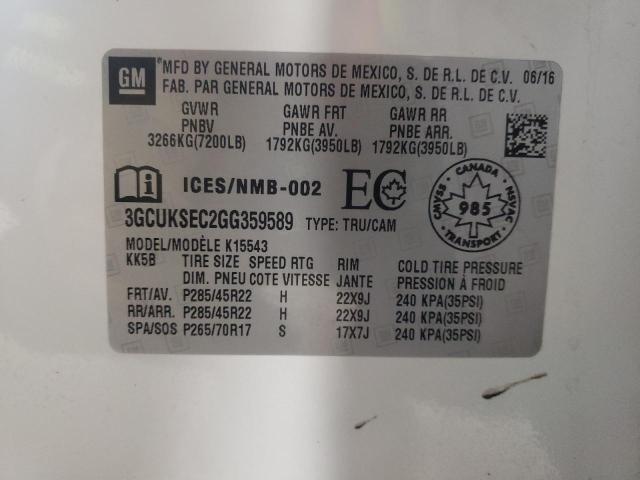 GM
*MFD BY GENERAL MOTORS DE MEXICO, S. DE R.L. DE C.V. 06/16
FAB. PAR GENERAL MOTORS DE MEXICO, S. DE R.L. DE C.V.
GVWR GAWR FRT GAWR RR
PNBV PNBE AV. PNBE ARR.
3266KG(7200LB) 1792KG(3950LB) 1792KG(3950LB)
i ICES/NMB-002 EC
CANADA
CMVSS 985 NSVAC
TRANSPORT
3GCUKSEC2GG359589 TYPE: TRU/CAM
MODEL/MODÈLE K15543
KK5B TIRE SIZE SPEED RTG RIM COLD TIRE PRESSURE
DIM. PNEU COTE VITESSE JANTE PRESSION À FROID
FRT/AV. P285/45R22 H 22X9J 240 KPA(35PSI)
RR/ARR. P285/45R22 H 22X9J 240 KPA(35PSI)
SPA/SOS P265/70R17 S 17X7J 240 KPA(35PSI)